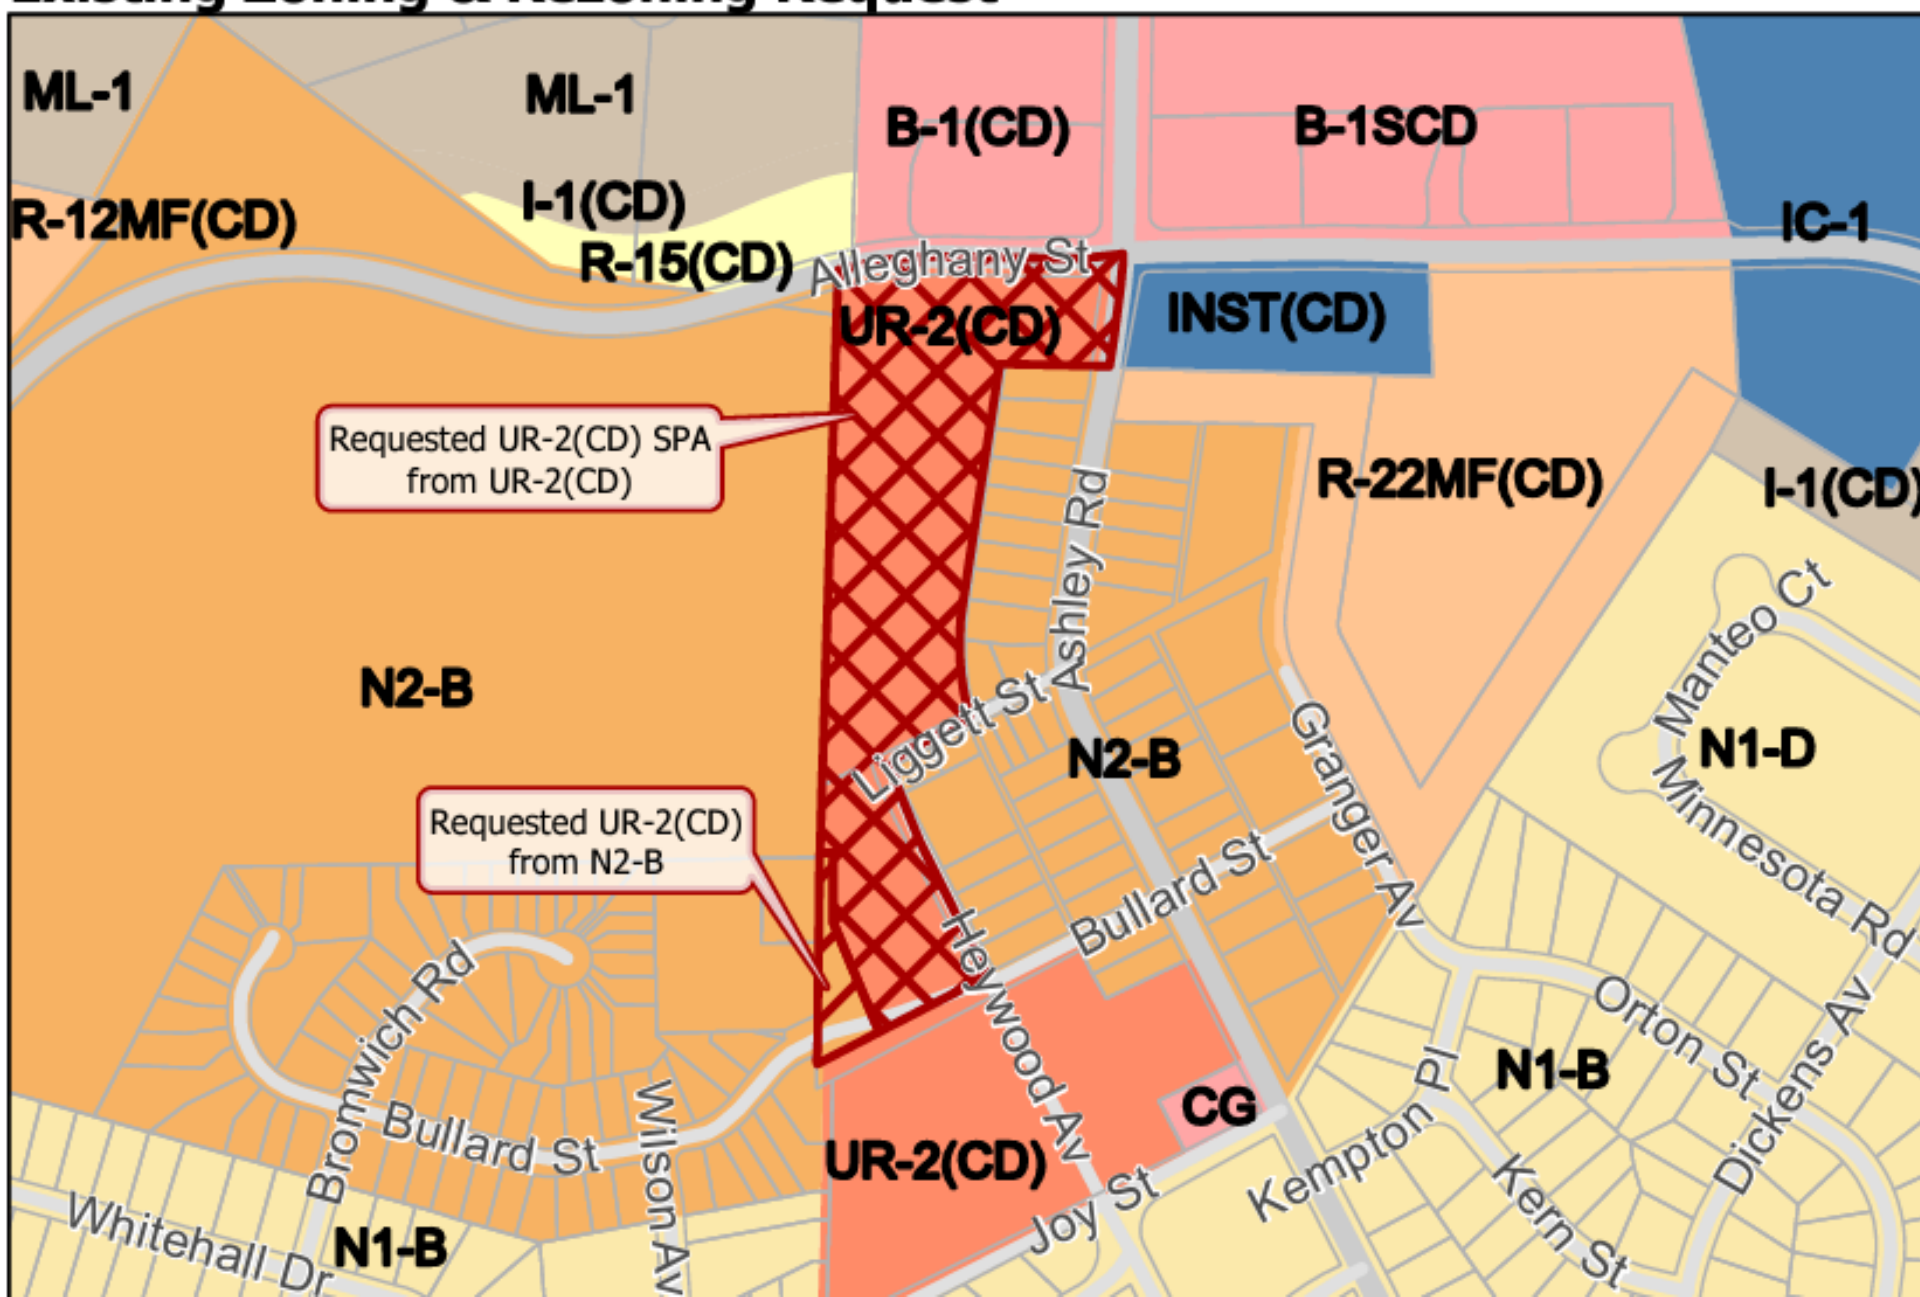 Existing Zoning & Rezoning Request
ML-1
ML-1
B-1(CD)
B-1SCD
I-1(CD)
R-12MF(CD)
IC-1
R-15(CD)
Alleghany St
UR-2(CD)
INST(CD)
Requested UR-2(CD) SPA
from UR-2(CD)
R-22MF(CD)
I-1(CD)
Ashley Rd
Manteo Ct
N2-B
Liggett St
N2-B
Granger Av
N1-D
Minnesota Rd
Requested UR-2(CD)
from N2-B
Bullard St
Heywood Av
Bromwich Rd
Orton St
N1-B
Dickens Av
Wilson Av
Bullard St
CG
UR-2(CD)
Kempton Pl
Joy St
Kern St
Whitehall Dr
N1-B